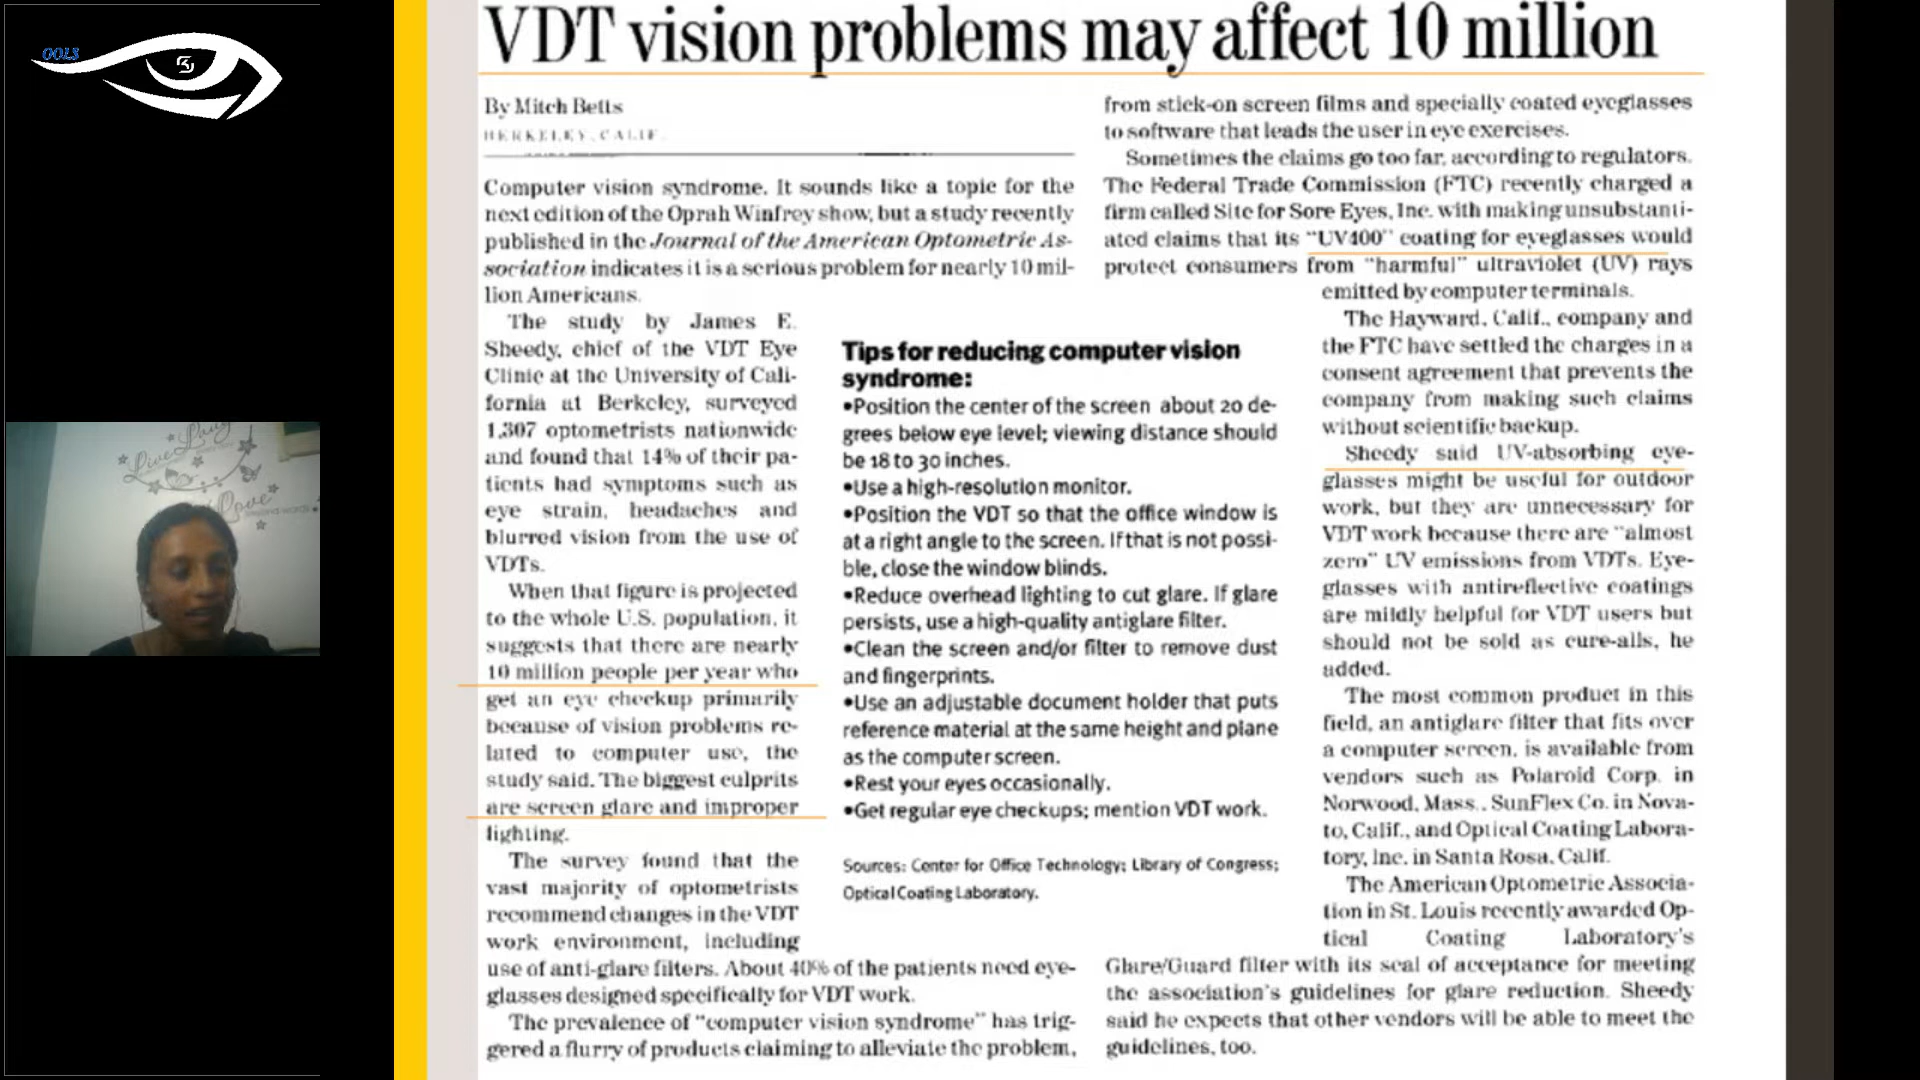 OOLS
Live Laugh
Love
VDT vision problems may affect 10 million
By Mitch Betts
BERKELEY, CALIF.
Computer vision syndrome. It sounds like a topic for the
next edition of the Oprah Winfrey show, but a study recently
published in the Journal of the American Optometric As-
sociation indicates it is a serious problem for nearly 10 mil-
lion Americans.
The study by James E.
Sheedy, chief of the VDT Eye
Clinic at the University of Cali-
fornia at Berkeley, surveyed
1,307 optometrists nationwide
and found that 14% of their pa-
tients had symptoms such as
eye strain, headaches and
blurred vision from the use of
VDTs.
When that figure is projected
to the whole U.S. population, it
suggests that there are nearly
10 million people per year who
get an eye checkup primarily
because of vision problems re-
lated to computer use, the
study said. The biggest culprits
are screen glare and improper
lighting.
The survey found that the
vast majority of optometrists
recommend changes in the VDT
work environment, including
use of anti-glare filters. About 40% of the patients need eye-
glasses designed specifically for VDT work.
The prevalence of "computer vision syndrome" has trig-
gered a flurry of products claiming to alleviate the problem,
Tips for reducing computer vision
syndrome:
•Position the center of the screen about 20 de-
grees below eye level; viewing distance should
be 18 to 30 inches.
•Use a high-resolution monitor.
•Position the VDT so that the office window is
at a right angle to the screen. If that is not possi-
ble, close the window blinds.
•Reduce overhead lighting to cut glare. If glare
persists, use a high-quality antiglare filter.
•Clean the screen and/or filter to remove dust
and fingerprints.
•Use an adjustable document holder that puts
reference material at the same height and plane
as the computer screen.
•Rest your eyes occasionally.
•Get regular eye checkups; mention VDT work.
Sources: Center for Office Technology; Library of Congress;
Optical Coating Laboratory.
from stick-on screen films and specially coated eyeglasses
to software that leads the user in eye exercises.
Sometimes the claims go too far, according to regulators.
The Federal Trade Commission (FTC) recently charged a
firm called Site for Sore Eyes, Inc. with making unsubstanti-
ated claims that its "UV400" coating for eyeglasses would
protect consumers from "harmful" ultraviolet (UV) rays
emitted by computer terminals.
The Hayward, Calif., company and
the FTC have settled the charges in a
consent agreement that prevents the
company from making such claims
without scientific backup.
Sheedy said UV-absorbing eye-
glasses might be useful for outdoor
work, but they are unnecessary for
VDT work because there are "almost
zero" UV emissions from VDTs. Eye-
glasses with antireflective coatings
are mildly helpful for VDT users but
should not be sold as cure-alls, he
added.
The most common product in this
field, an antiglare filter that fits over
a computer screen, is available from
vendors such as Polaroid Corp. in
Norwood, Mass., SunFlex Co. in Nova-
to, Calif., and Optical Coating Labora-
tory, Inc. in Santa Rosa, Calif.
The American Optometric Associa-
tion in St. Louis recently awarded Op-
tical Coating Laboratory's
Glare/Guard filter with its seal of acceptance for meeting
the association's guidelines for glare reduction. Sheedy
said he expects that other vendors will be able to meet the
guidelines, too.